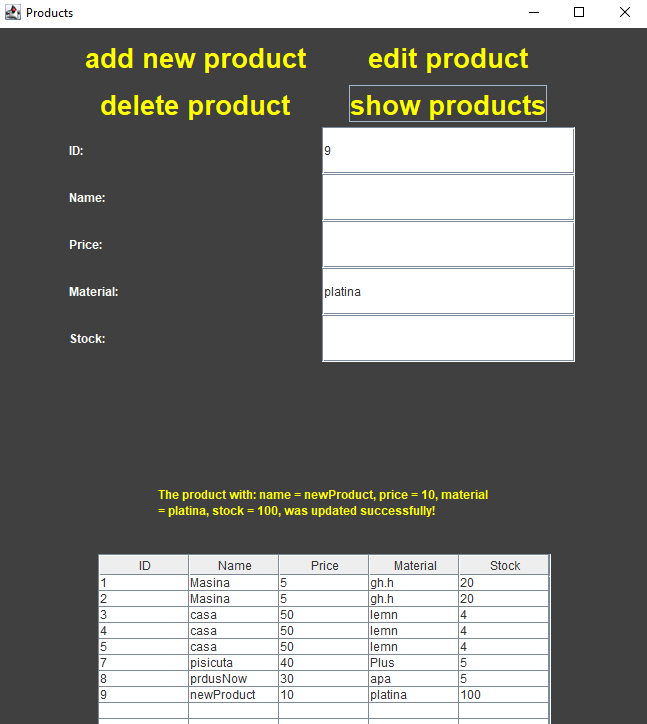 Products
add new product edit product
delete product show products
ID: 9
Name:
Price:
Material: platina
Stock:
The product with: name = newProduct, price = 10, material
= platina, stock = 100, was updated successfully!
ID Name Price Material Stock
1 Masina 5 gh.h 20
2 Masina 5 gh.h 20
3 casa 50 lemn 4
4 casa 50 lemn 4
5 casa 50 lemn 4
7 pisicuta 40 Plus 5
8 prdusNow 30 apa 5
9 newProduct 10 platina 100